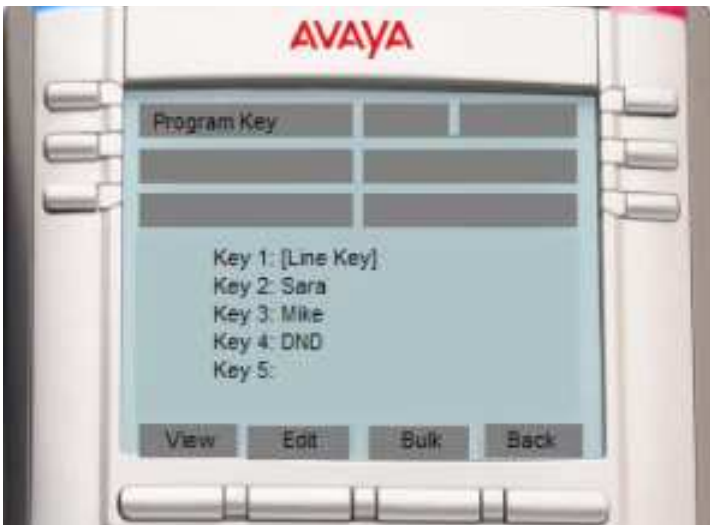 AVAYA
Program Key
Key 1: [Line Key]
Key 2: Sara
Key 3: Mike
Key 4: DND
Key 5:
View Edit Bulk Back